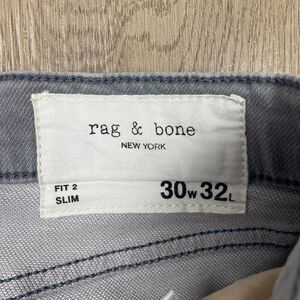 rag & bone
NEW YORK
FIT 2
SLIM
30W 32L